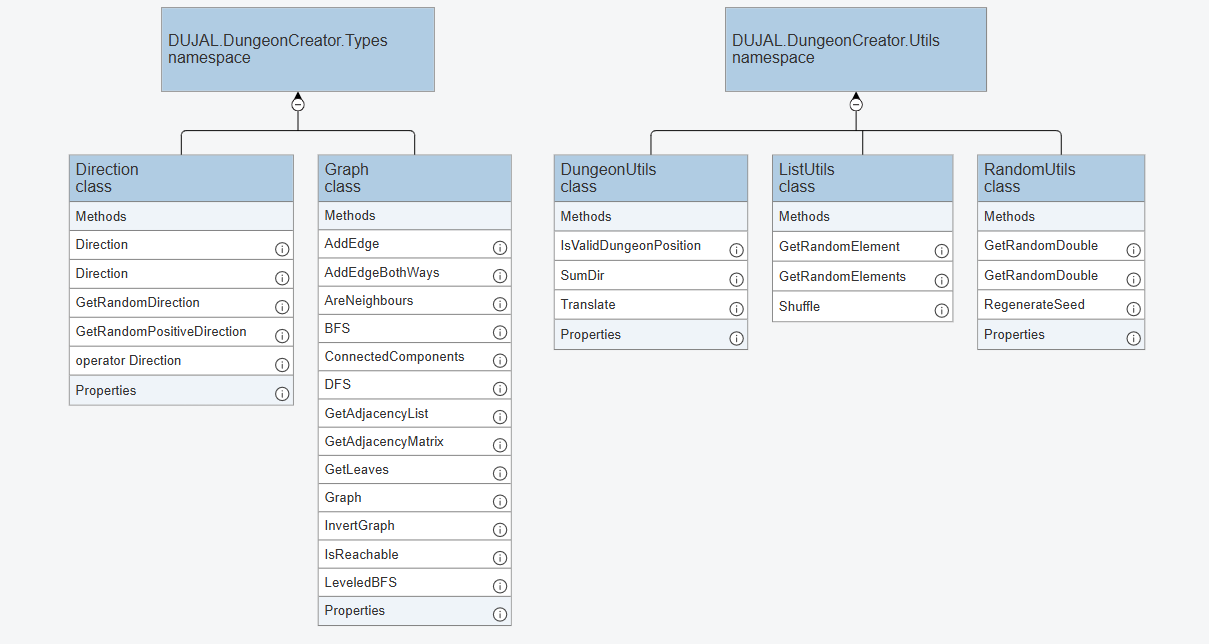 DUJAL.DungeonCreator.Types
namespace
DUJAL.DungeonCreator.Utils
namespace
Direction
class
Methods
Direction
Direction
GetRandomDirection
GetRandomPositiveDirection
operator Direction
Properties
Graph
class
Methods
AddEdge
AddEdgeBothWays
AreNeighbours
BFS
ConnectedComponents
DFS
GetAdjacencyList
GetAdjacencyMatrix
GetLeaves
Graph
InvertGraph
IsReachable
LeveledBFS
Properties
DungeonUtils
class
Methods
IsValidDungeonPosition
SumDir
Translate
Properties
ListUtils
class
Methods
GetRandomElement
GetRandomElements
Shuffle
RandomUtils
class
Methods
GetRandomDouble
GetRandomDouble
RegenerateSeed
Properties